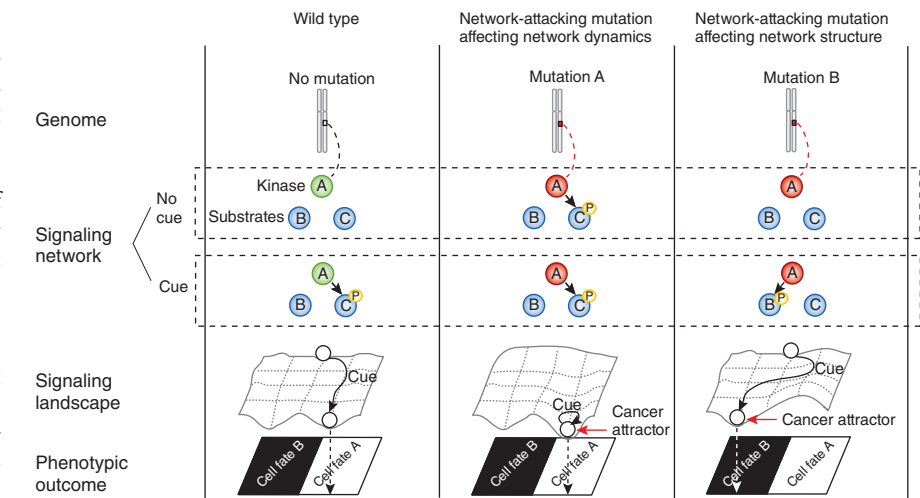 Wild type
Network-attacking mutation
affecting network dynamics
Network-attacking mutation
affecting network structure
No mutation
Mutation A
Mutation B
Genome
Signaling
network
No
cue
Kinase
A
A
A
Substrates
B
C
B
C
P
B
C
Cue
A
A
A
B
C
P
B
C
P
B
P
C
Signaling
landscape
Cue
Cue
Cancer
attractor
Cue
Cancer attractor
Phenotypic
outcome
Cell fate B
Cell fate A
Cell fate B
Cell fate A
Cell fate B
Cell fate A